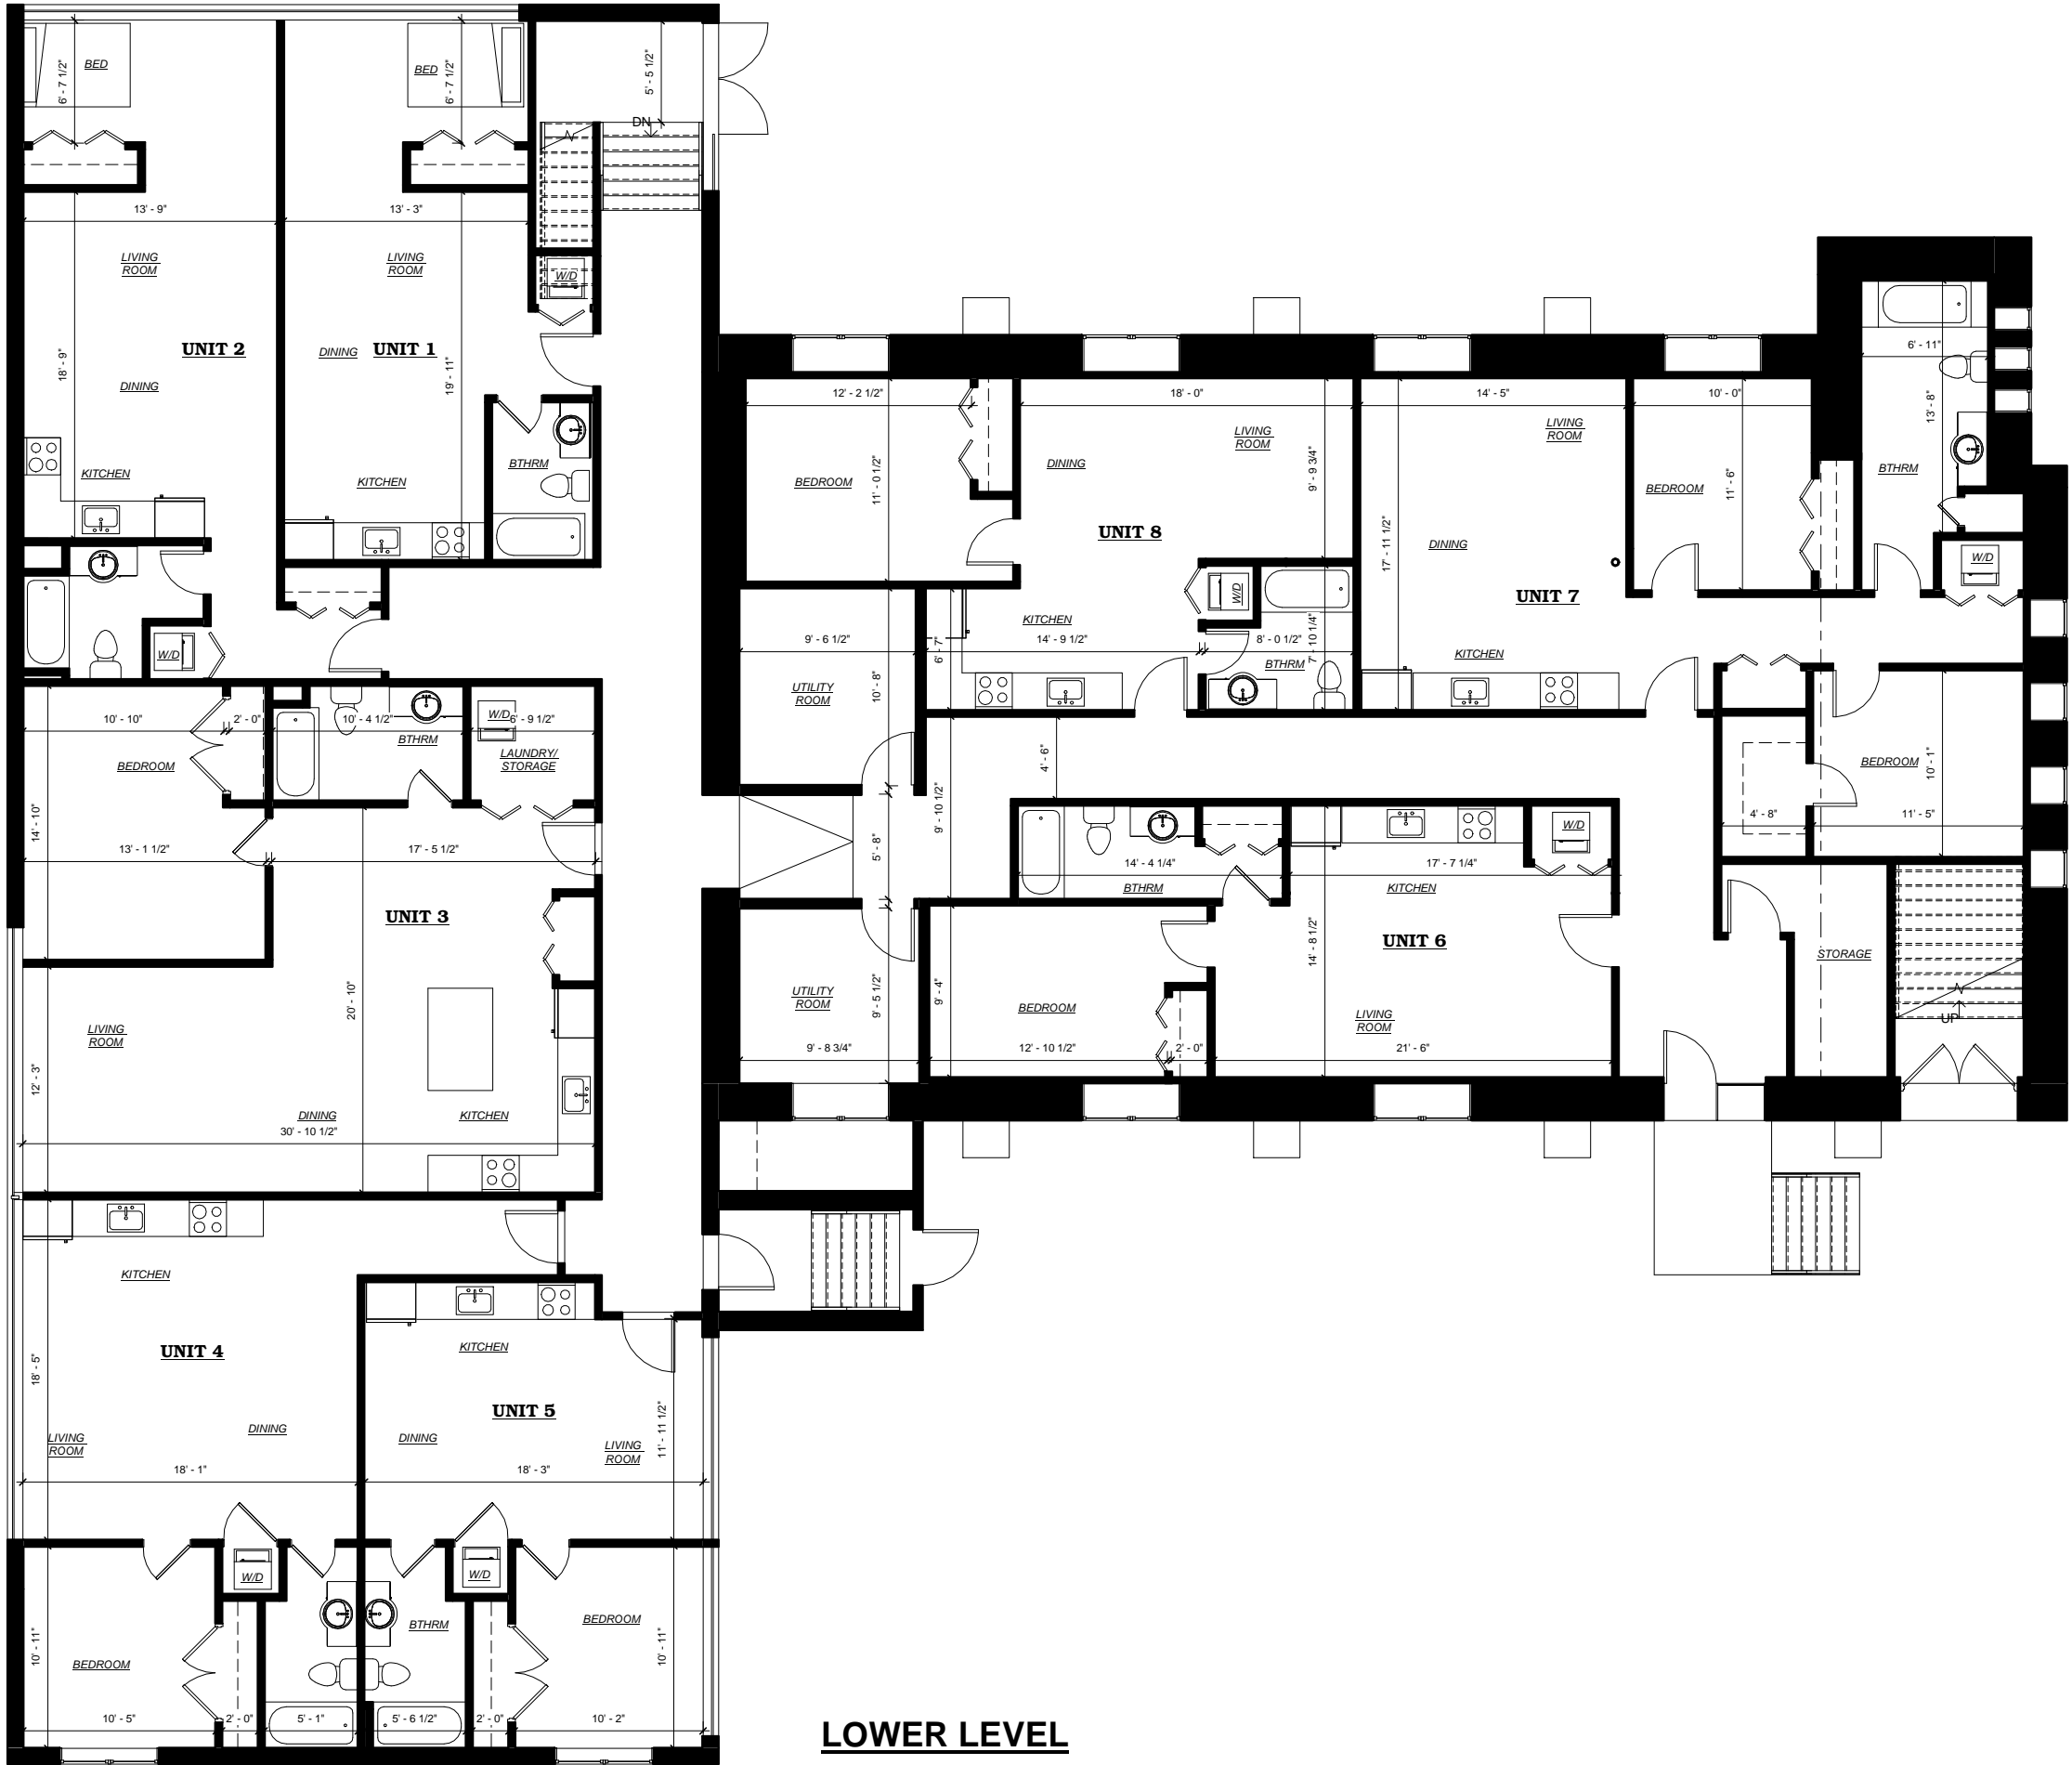 BED
6' - 7 1/2"
BED
6' - 7 1/2"
5' - 5 1/2"
DN
13' - 9"
13' - 3"
LIVING
ROOM
LIVING
ROOM
W/D
UNIT 2
DINING
18' - 9"
DINING
UNIT 1
19' - 11"
KITCHEN
KITCHEN
BTHRM
W/D
12' - 2 1/2"
18' - 0"
14' - 5"
10' - 0"
6' - 11"
13' - 8"
LIVING
ROOM
LIVING
ROOM
DINING
9' - 9 3/4"
BEDROOM
11' - 0 1/2"
BEDROOM
11' - 6"
BTHRM
UNIT 8
17' - 11 1/2"
DINING
W/D
W/D
UNIT 7
KITCHEN
9' - 6 1/2"
6' - 7"
14' - 9 1/2"
8' - 0 1/2"
7' - 10 1/4"
BTHRM
KITCHEN
UTILITY
ROOM
10' - 8"
10' - 10"
2' - 0"
10' - 4 1/2"
W/D
6' - 9 1/2"
BTHRM
LAUNDRY/
STORAGE
BEDROOM
14' - 10"
13' - 1 1/2"
17' - 5 1/2"
4' - 6"
9' - 10 1/2"
5' - 8"
BEDROOM
10' - 1"
4' - 8"
11' - 5"
W/D
14' - 4 1/4"
BTHRM
17' - 7 1/4"
KITCHEN
UNIT 3
UNIT 6
14' - 8 1/2"
STORAGE
UTILITY
ROOM
9' - 5 1/2"
9' - 4"
BEDROOM
LIVING
ROOM
UP
20' - 10"
LIVING
ROOM
9' - 8 3/4"
12' - 10 1/2"
2' - 0"
21' - 6"
12' - 3"
DINING
KITCHEN
30' - 10 1/2"
KITCHEN
UNIT 4
18' - 5"
KITCHEN
UNIT 5
DINING
LIVING
ROOM
DINING
LIVING
ROOM
11' - 11 1/2"
18' - 1"
18' - 3"
W/D
W/D
BTHRM
BEDROOM
BEDROOM
10' - 11"
10' - 11"
10' - 5"
2' - 0"
5' - 1"
5' - 6 1/2"
2' - 0"
10' - 2"
LOWER LEVEL